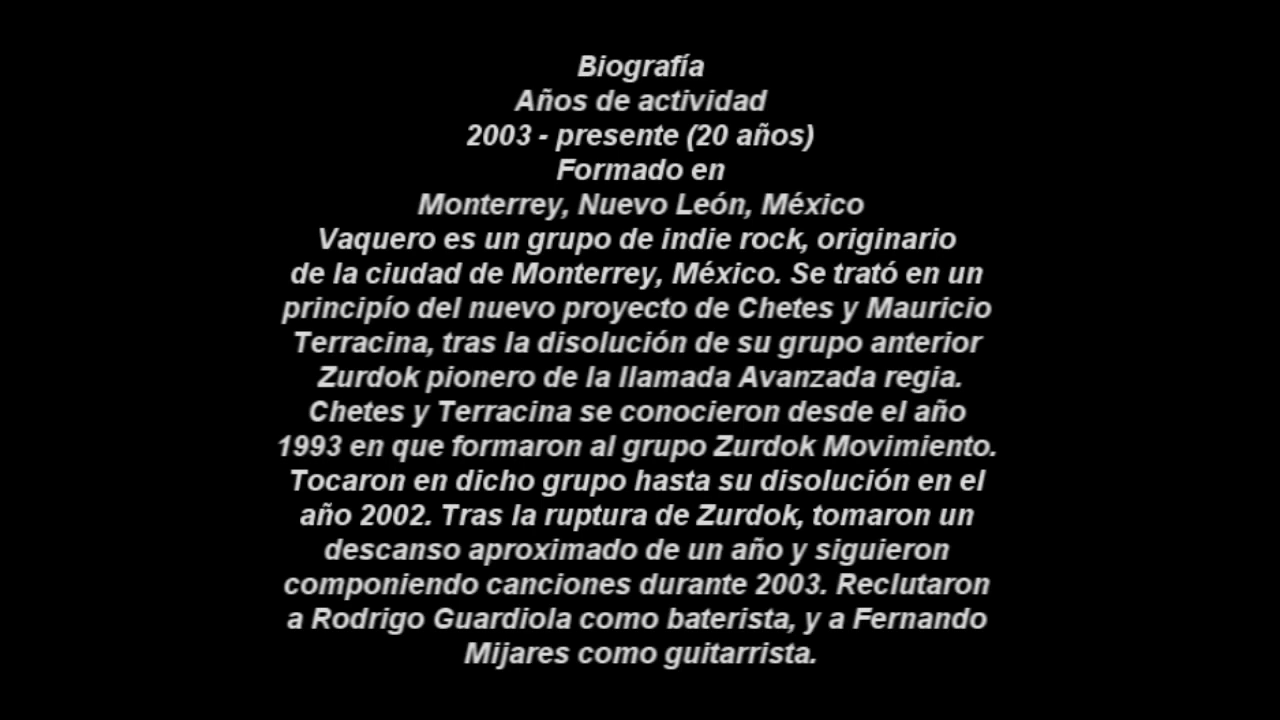 Biografía
Años de actividad
2003 - presente (20 años)
Formado en
Monterrey, Nuevo León, México
Vaquero es un grupo de indie rock, originario
de la ciudad de Monterrey, México. Se trató en un
principío del nuevo proyecto de Chetes y Mauricio
Terracina, tras la disolución de su grupo anterior
Zurdok pionero de la llamada Avanzada regia.
Chetes y Terracina se conocieron desde el año
1993 en que formaron al grupo Zurdok Movimiento.
Tocaron en dicho grupo hasta su disolución en el
año 2002. Tras la ruptura de Zurdok, tomaron un
descanso aproximado de un año y siguieron
componiendo canciones durante 2003. Reclutaron
a Rodrigo Guardiola como baterista, y a Fernando
Mijares como guitarrista.